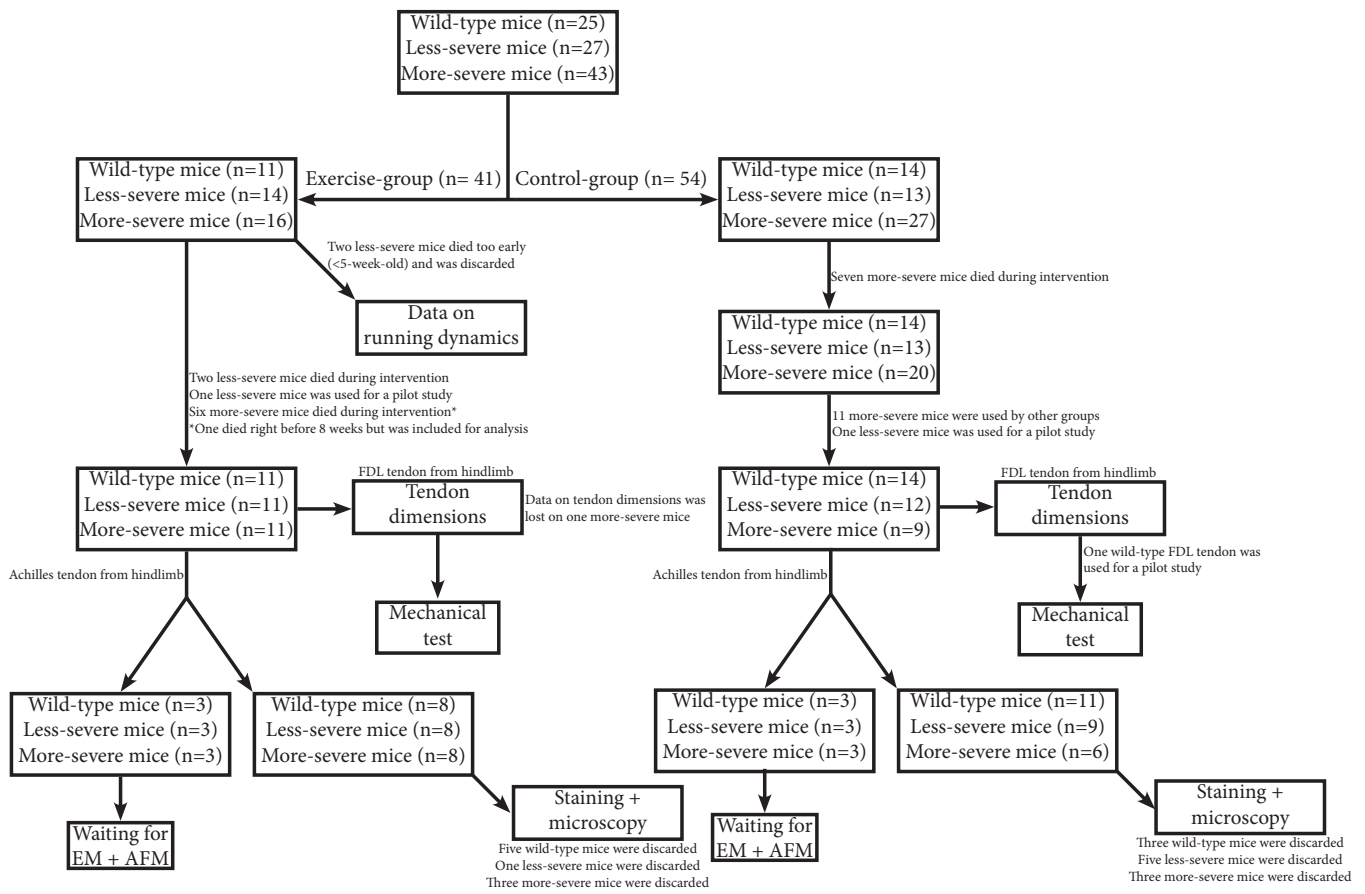 Wild-type mice (n=25)
Less-severe mice (n=27)
More-severe mice (n=43)
Exercise-group (n= 41)
Control-group (n= 54)
Wild-type mice (n=11)
Less-severe mice (n=14)
More-severe mice (n=16)
Wild-type mice (n=14)
Less-severe mice (n=13)
More-severe mice (n=27)
Two less-severe mice died too early
(<5-week-old) and was discarded
Data on
running dynamics
Seven more-severe mice died during intervention
Wild-type mice (n=14)
Less-severe mice (n=13)
More-severe mice (n=20)
Two less-severe mice died during intervention
One less-severe mice was used for a pilot study
Six more-severe mice died during intervention*
*One died right before 8 weeks but was included for analysis
11 more-severe mice were used by other groups
One less-severe mice was used for a pilot study
Wild-type mice (n=11)
Less-severe mice (n=11)
More-severe mice (n=11)
FDL tendon from hindlimb
Tendon
dimensions
Data on tendon dimensions was
lost on one more-severe mice
Mechanical
test
Wild-type mice (n=14)
Less-severe mice (n=12)
More-severe mice (n=9)
FDL tendon from hindlimb
Tendon
dimensions
One wild-type FDL tendon was
used for a pilot study
Mechanical
test
Achilles tendon from hindlimb
Wild-type mice (n=3)
Less-severe mice (n=3)
More-severe mice (n=3)
Waiting for
EM + AFM
Wild-type mice (n=8)
Less-severe mice (n=8)
More-severe mice (n=8)
Staining +
microscopy
Five wild-type mice were discarded
One less-severe mice were discarded
Three more-severe mice were discarded
Achilles tendon from hindlimb
Wild-type mice (n=3)
Less-severe mice (n=3)
More-severe mice (n=3)
Waiting for
EM + AFM
Wild-type mice (n=11)
Less-severe mice (n=9)
More-severe mice (n=6)
Staining +
microscopy
Three wild-type mice were discarded
Five less-severe mice were discarded
Three more-severe mice were discarded